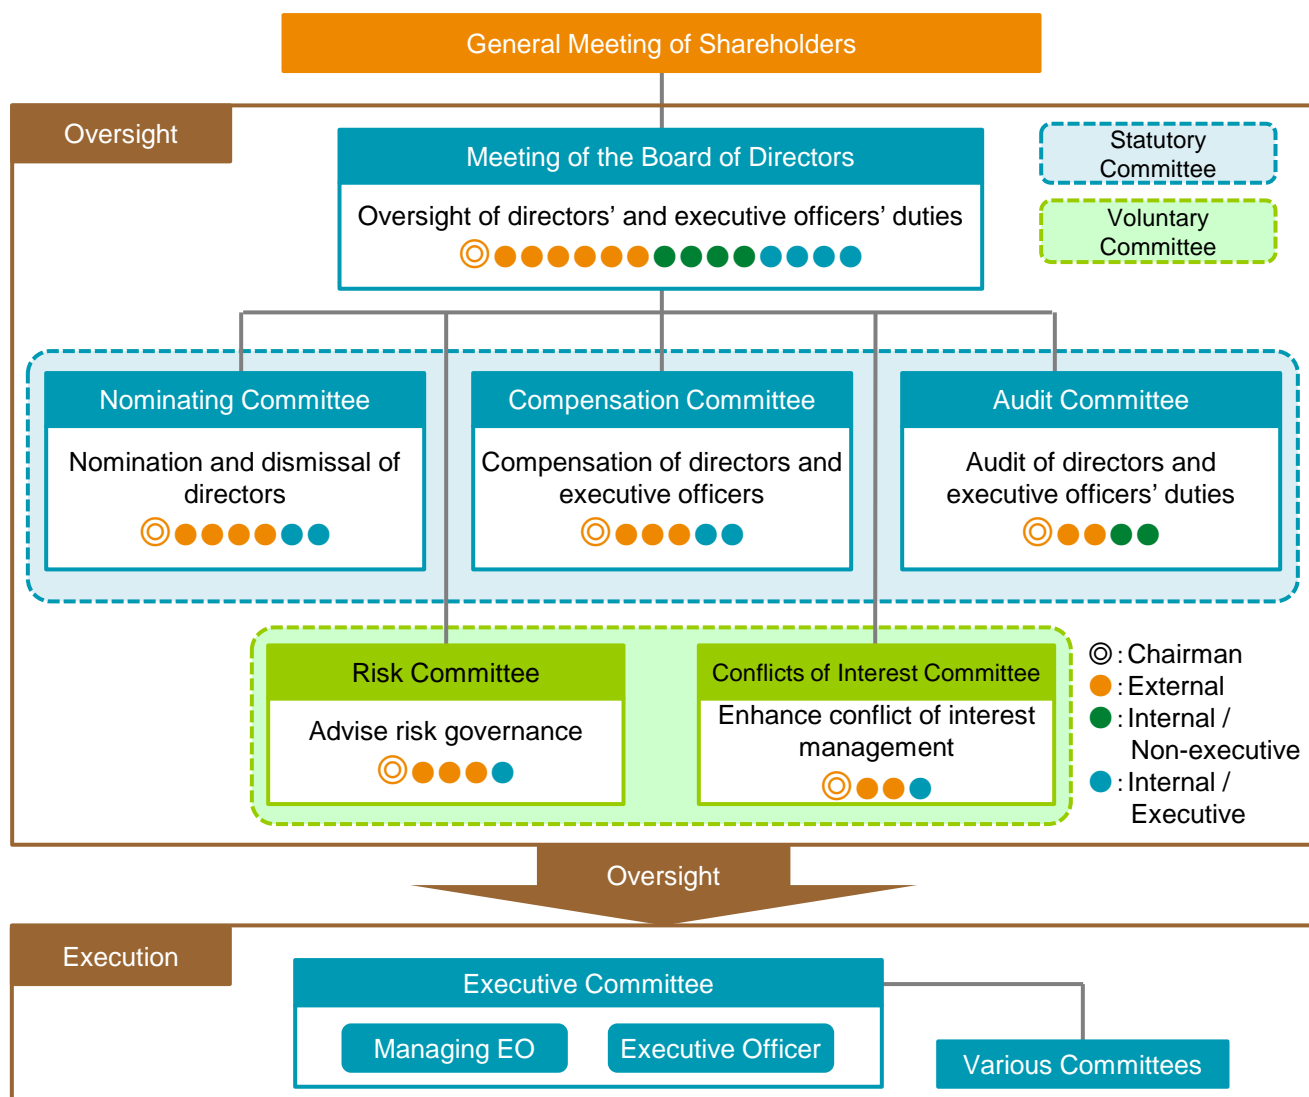 General Meeting of Shareholders
Oversight
Meeting of the Board of Directors
Oversight of directors’ and executive officers’ duties
Statutory
Committee
Voluntary
Committee
Nominating Committee
Nomination and dismissal of
directors
Compensation Committee
Compensation of directors and
executive officers
Audit Committee
Audit of directors and
executive officers’ duties
Risk Committee
Advise risk governance
Conflicts of Interest Committee
Enhance conflict of interest
management
◎ : Chairman
● : External
● : Internal /
Non-executive
● : Internal /
Executive
Oversight
Execution
Executive Committee
Managing EO
Executive Officer
Various Committees